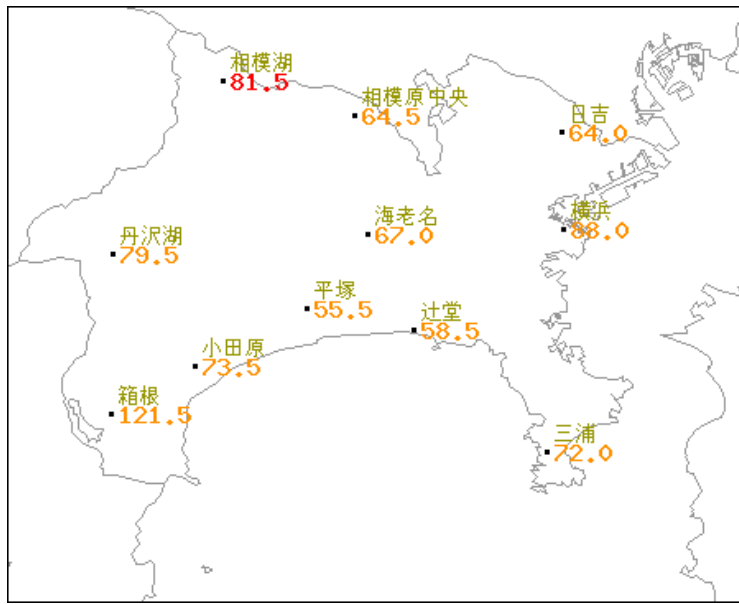 相模湖
81.5
相模原中央
64.5
日吉
64.0
横浜
88.0
海老名
67.0
丹沢湖
79.5
平塚
55.5
辻堂
58.5
小田原
73.5
箱根
121.5
三浦
72.0